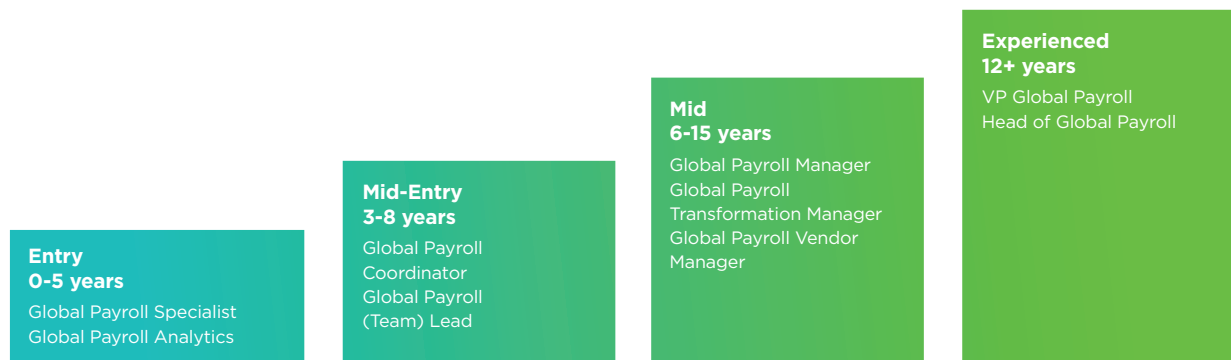 Entry
0-5 years
Global Payroll Specialist
Global Payroll Analytics
Mid-Entry
3-8 years
Global Payroll
Coordinator
Global Payroll
(Team) Lead
Mid
6-15 years
Global Payroll Manager
Global Payroll
Transformation Manager
Global Payroll Vendor
Manager
Experienced
12+ years
VP Global Payroll
Head of Global Payroll